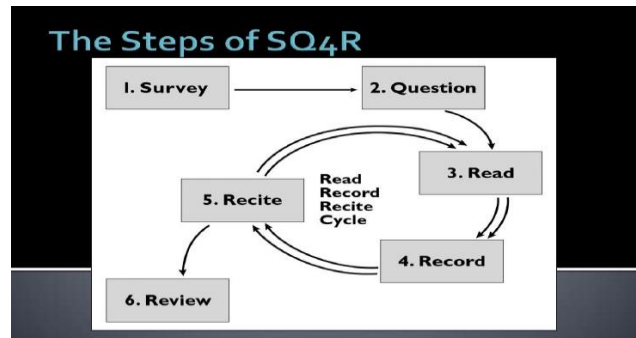 The Steps of SQ4R
1. Survey
2. Question
3. Read
Read
Record
Recite
Cycle
5. Recite
4. Record
6. Review